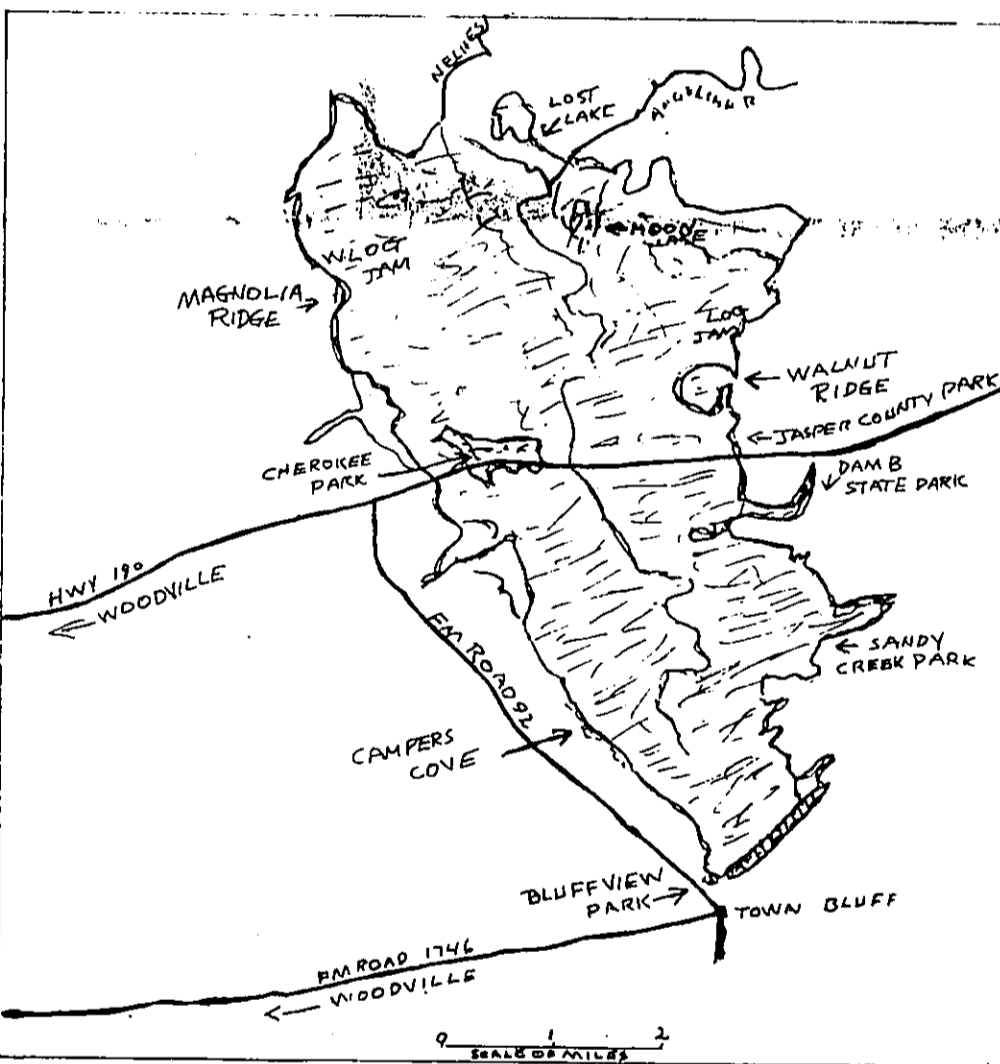 NECHES
LOST
LAKE
ANGELINA R
MOON
LAKE
W. LOG
JAM
MAGNOLIA
RIDGE
LOG
JAM
WALNUT
RIDGE
JASPER COUNTY PARK
CHEROKEE
PARK
DAM B
STATE PARK
HWY 190
WOODVILLE
FM ROAD 92
SANDY
CREEK PARK
CAMPERS
COVE
BLUFFVIEW
PARK
TOWN BLUFF
FM ROAD 1746
WOODVILLE
0 1 2
SCALE OF MILES